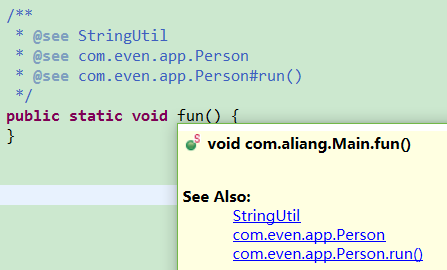 /**
* @see StringUtil
* @see com.even.app.Person
* @see com.even.app.Person#run()
*/
public static void fun() {
}
S void com.aliang.Main.fun()
See Also:
StringUtil
com.even.app.Person
com.even.app.Person.run()